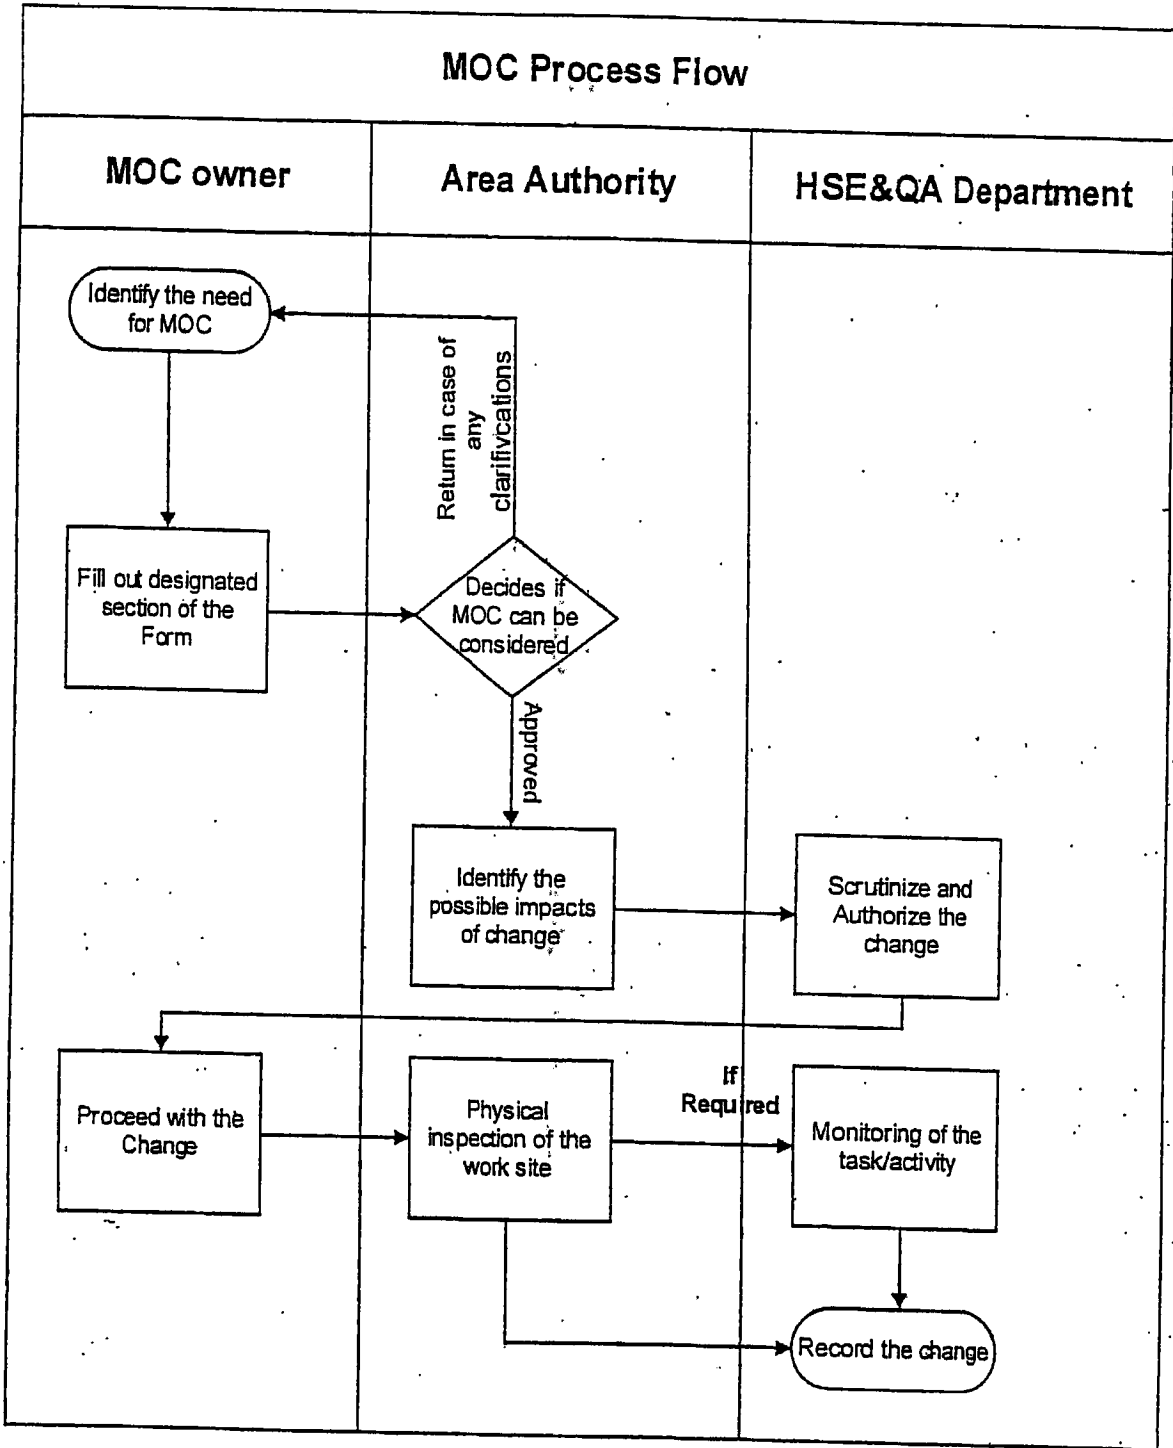 MOC Process Flow
MOC owner
Area Authority
HSE&QA Department
Identify the need
for MOC
Return in case of
any
clarifivcations
Fill out designated
section of the
Form
Decides if
MOC can be
considered
Approved
Identify the
possible impacts
of change
Scrutinize and
Authorize the
change
Proceed with the
Change
Physical
inspection of the
work site
If
Required
Monitoring of the
task/activity
Record the change